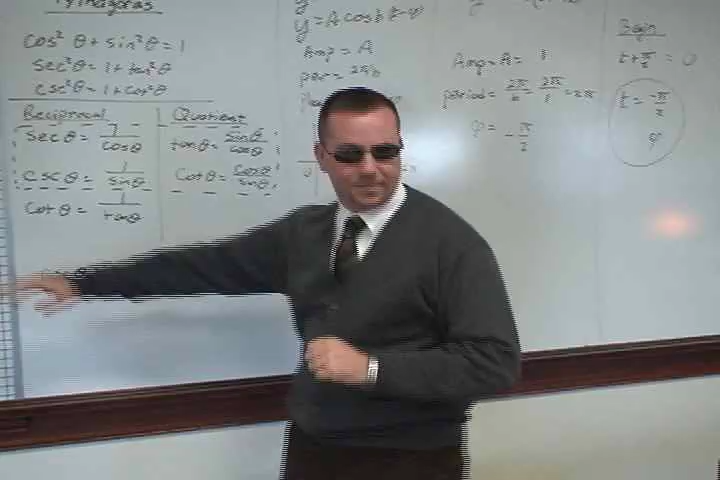 Pythagoras
cos² θ + sin² θ = 1
sec² θ = 1 + tan² θ
csc² θ = 1 + cot² θ
Reciprocal
sec θ = 1/cos θ
csc θ = 1/sin θ
cot θ = 1/tan θ
Quotient
tan θ = sin θ/cos θ
cot θ = cos θ/sin θ
y = A cos b(t - φ)
Amp = A
per = 2π/b
Amp = A = 1
period = 2π/b = 2π/1 = 2π
φ = -π/2
Begin
t + π/2 = 0
t = -π/2
φ